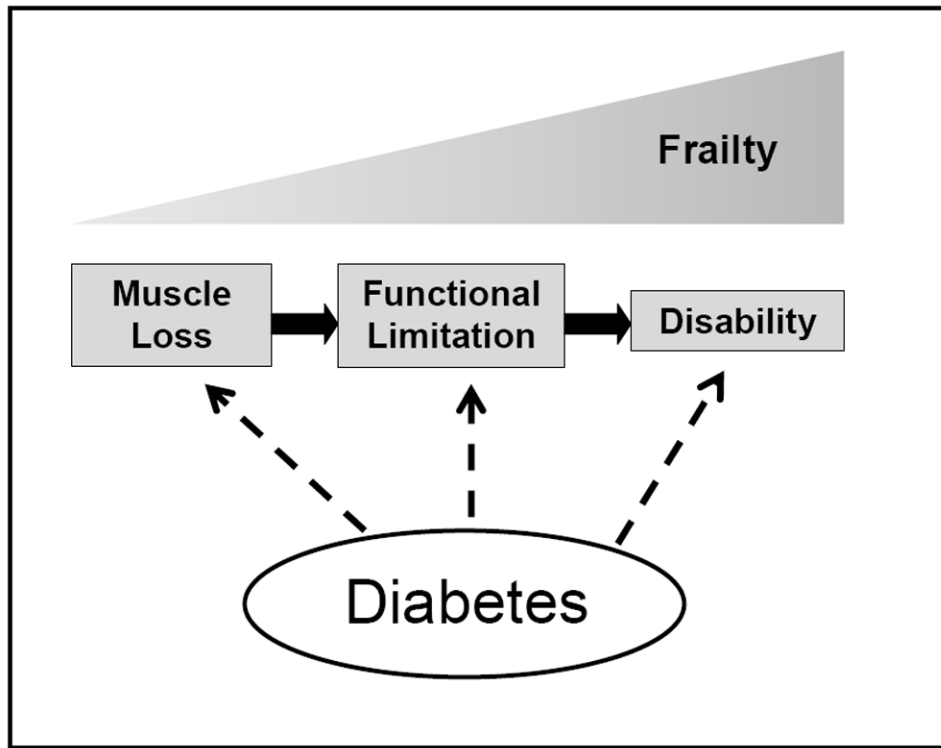 Frailty
Muscle
Loss
Functional
Limitation
Disability
Diabetes